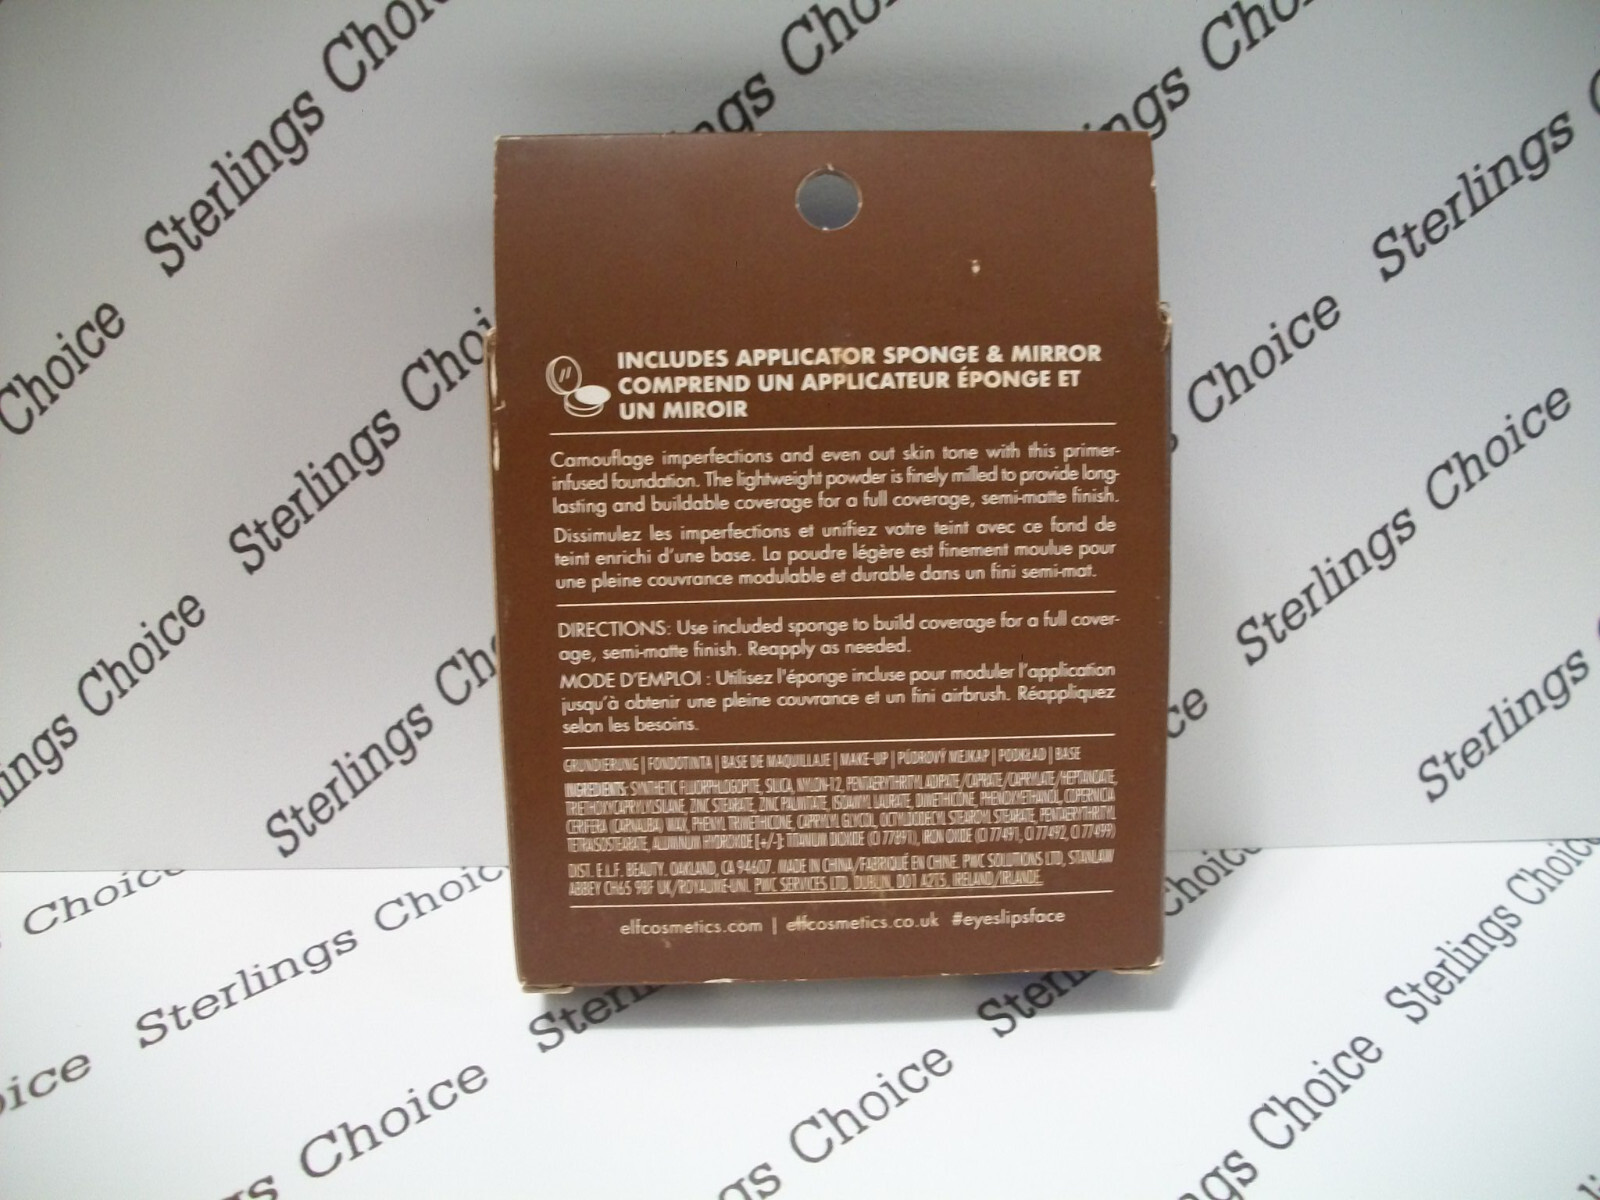 INCLUDES APPLICATOR SPONGE & MIRROR
COMPREND UN APPLICATEUR ÉPONGE ET
UN MIROIR
Camouflage imperfections and even out skin tone with this primer-
infused foundation. The lightweight powder is finely milled to provide long-
lasting and buildable coverage for a full coverage, semi-matte finish.
Dissimulez les imperfections et unifiez votre teint avec ce fond de
teint enrichi d'une base. La poudre légère est finement moulue pour
une pleine couvrance modulable et durable dans un fini semi-mat.
DIRECTIONS: Use included sponge to build coverage for a full cover-
age, semi-matte finish. Reapply as needed.
MODE D'EMPLOI : Utilisez l'éponge incluse pour moduler l'application
jusqu'à obtenir une pleine couvrance et un fini airbrush. Réappliquez
selon les besoins.
GRUNDIERUNG | FONDOTINTA | BASE DE MAQUILLAJE | MAKE-UP | PÚDROVÝ MEJKAP | PODKŁAD | BASE
INGREDIENTS: SYNTHETIC FLUORPHLOGOPITE, SILICA, NYLON-12, PENTAERYTHRITYL ADIPATE/CAPRATE/CAPRYLATE/HEPTANOATE,
TRIETHOXYCAPRYLYLSILANE, ZINC STEARATE, ZINC PALMITATE, ISOAMYL LAURATE, DIMETHICONE, PHENOXYETHANOL, COPERNICIA
CERIFERA (CARNAUBA) WAX, PHENYL TRIMETHICONE, CAPRYLYL GLYCOL, OCTYLDODECYL STEAROYL STEARATE, PENTAERYTHRITYL
TETRAISOSTEARATE, ALUMINUM HYDROXIDE [+/-]: TITANIUM DIOXIDE (CI 77891), IRON OXIDE (CI 77491, CI 77492, CI 77499)
DIST. E.L.F. BEAUTY. OAKLAND, CA 94607. MADE IN CHINA/FABRIQUÉ EN CHINE. PWC SOLUTIONS LTD, STANLAW
ABBEY CH65 9BF UK/ROYAUME-UNI. PWC SERVICES LTD, DUBLIN, D01 A2T5, IRELAND/IRLANDE.
elfcosmetics.com | elfcosmetics.co.uk #eyeslipsface
Sterlings Choice
Sterlings Choice
Sterlings Choice
Sterlings Choice
Sterlings Choice
Sterlings Choice